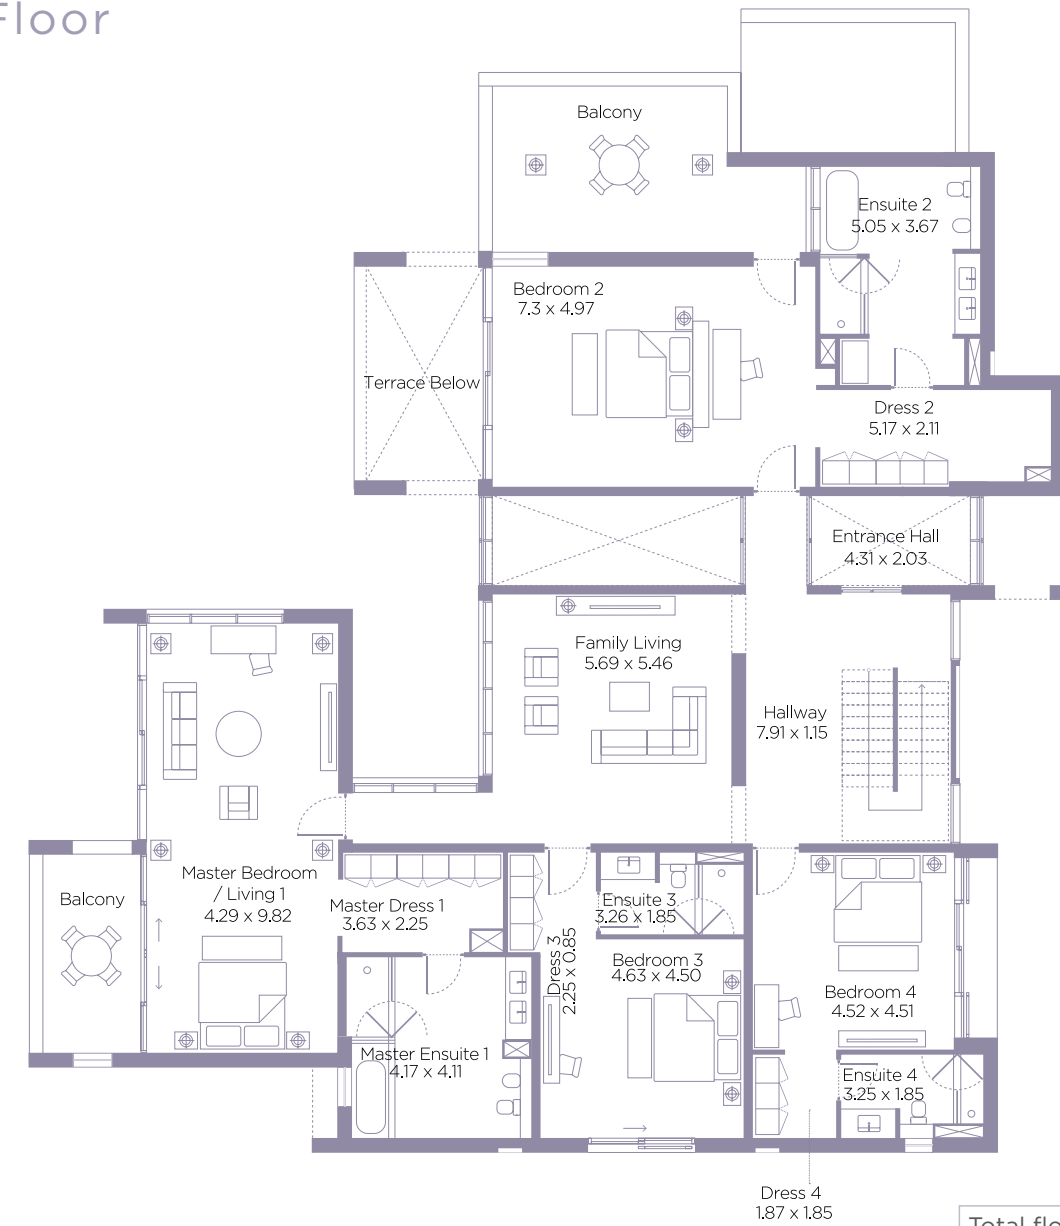 Floor
Balcony
Ensuite 2
5.05 x 3.67
Bedroom 2
7.3 x 4.97
Terrace Below
Dress 2
5.17 x 2.11
Entrance Hall
4.31 x 2.03
Family Living
5.69 x 5.46
Hallway
7.91 x 1.15
Master Bedroom
/ Living 1
4.29 x 9.82
Balcony
Master Dress 1
3.63 x 2.25
Ensuite 3
3.26 x 1.85
Dress 3
2.25 x 0.85
Bedroom 3
4.63 x 4.50
Bedroom 4
4.52 x 4.51
Master Ensuite 1
4.17 x 4.11
Ensuite 4
3.25 x 1.85
Dress 4
1.87 x 1.85
Total flo